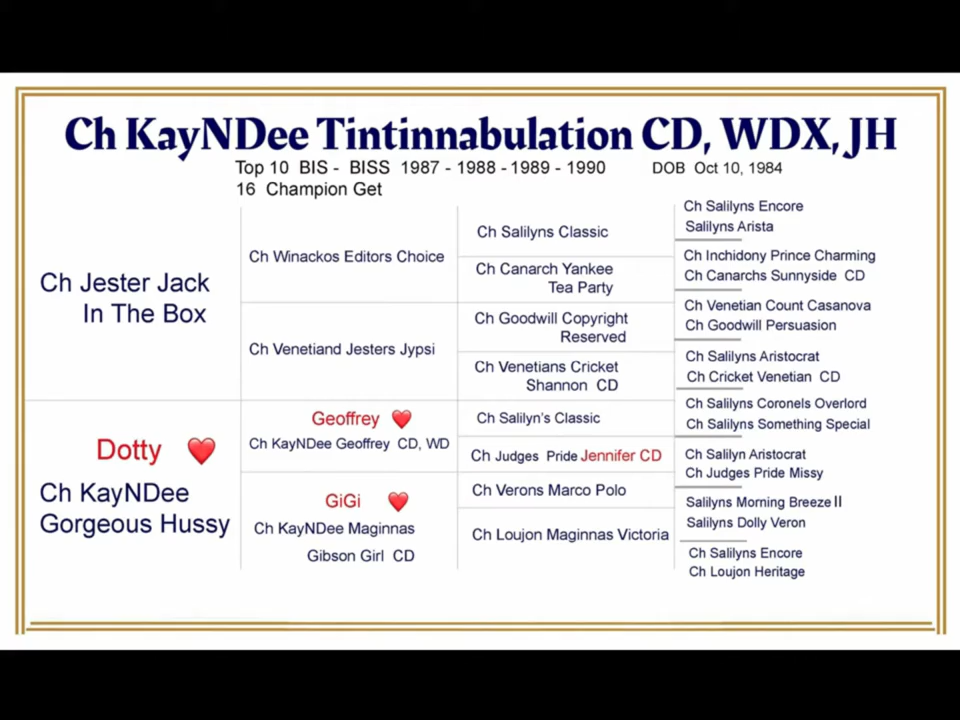 Ch KayNDee Tintinnabulation CD, WDX, JH
Top 10 BIS - BISS 1987 - 1988 - 1989 - 1990 DOB Oct 10, 1984
16 Champion Get
Ch Jester Jack
In The Box
Dotty ❤️
Ch KayNDee
Gorgeous Hussy
Ch Winackos Editors Choice
Ch Venetiand Jesters Jypsi
Geoffrey ❤️
Ch KayNDee Geoffrey CD, WD
GiGi ❤️
Ch KayNDee Maginnas
Gibson Girl CD
Ch Salilyns Classic
Ch Canarch Yankee
Tea Party
Ch Goodwill Copyright
Reserved
Ch Venetians Cricket
Shannon CD
Ch Salilyn's Classic
Ch Judges Pride Jennifer CD
Ch Verons Marco Polo
Ch Loujon Maginnas Victoria
Ch Salilyns Encore
Salilyns Arista
Ch Inchidony Prince Charming
Ch Canarchs Sunnyside CD
Ch Venetian Count Casanova
Ch Goodwill Persuasion
Ch Salilyns Aristocrat
Ch Cricket Venetian CD
Ch Salilyns Coronels Overlord
Ch Salilyns Something Special
Ch Salilyn Aristocrat
Ch Judges Pride Missy
Salilyns Morning Breeze II
Salilyns Dolly Veron
Ch Salilyns Encore
Ch Loujon Heritage